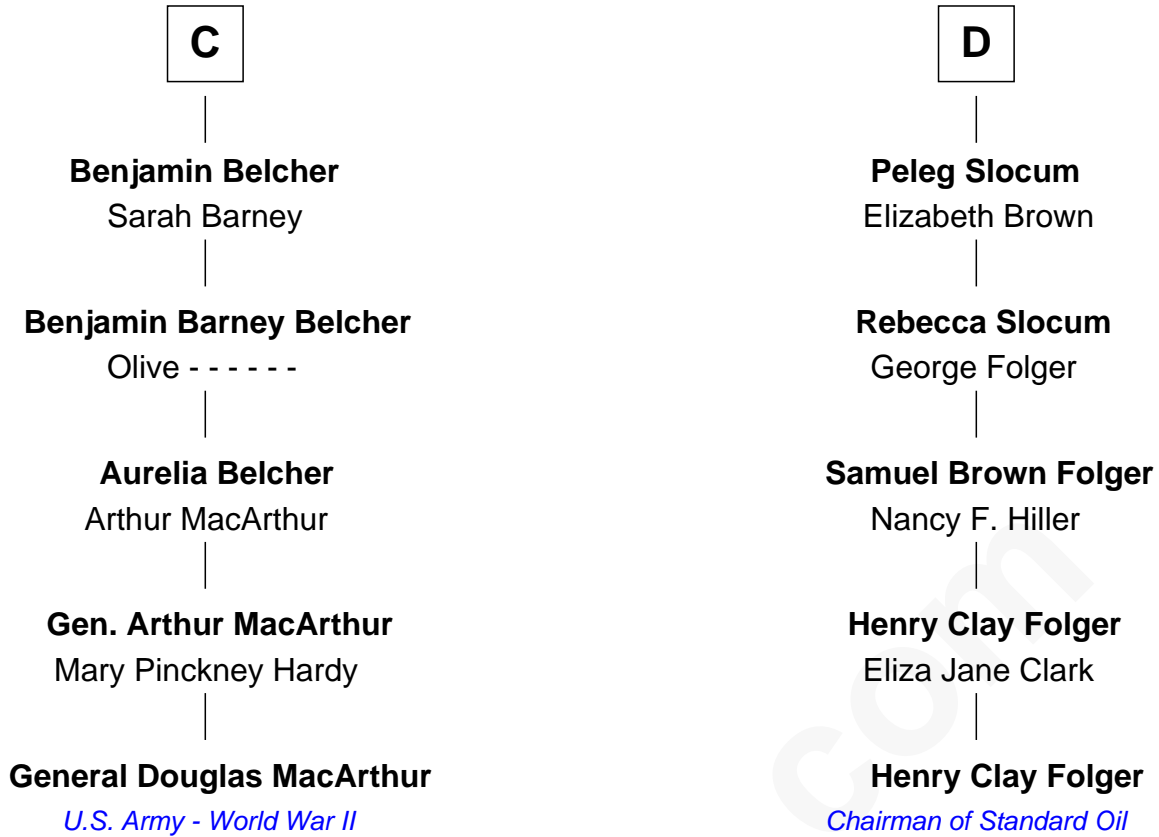 C
Benjamin Belcher
Sarah Barney
Benjamin Barney Belcher
Olive - - - - - -
Aurelia Belcher
Arthur MacArthur
Gen. Arthur MacArthur
Mary Pinckney Hardy
General Douglas MacArthur
U.S. Army - World War II
D
Peleg Slocum
Elizabeth Brown
Rebecca Slocum
George Folger
Samuel Brown Folger
Nancy F. Hiller
Henry Clay Folger
Eliza Jane Clark
Henry Clay Folger
Chairman of Standard Oil
com